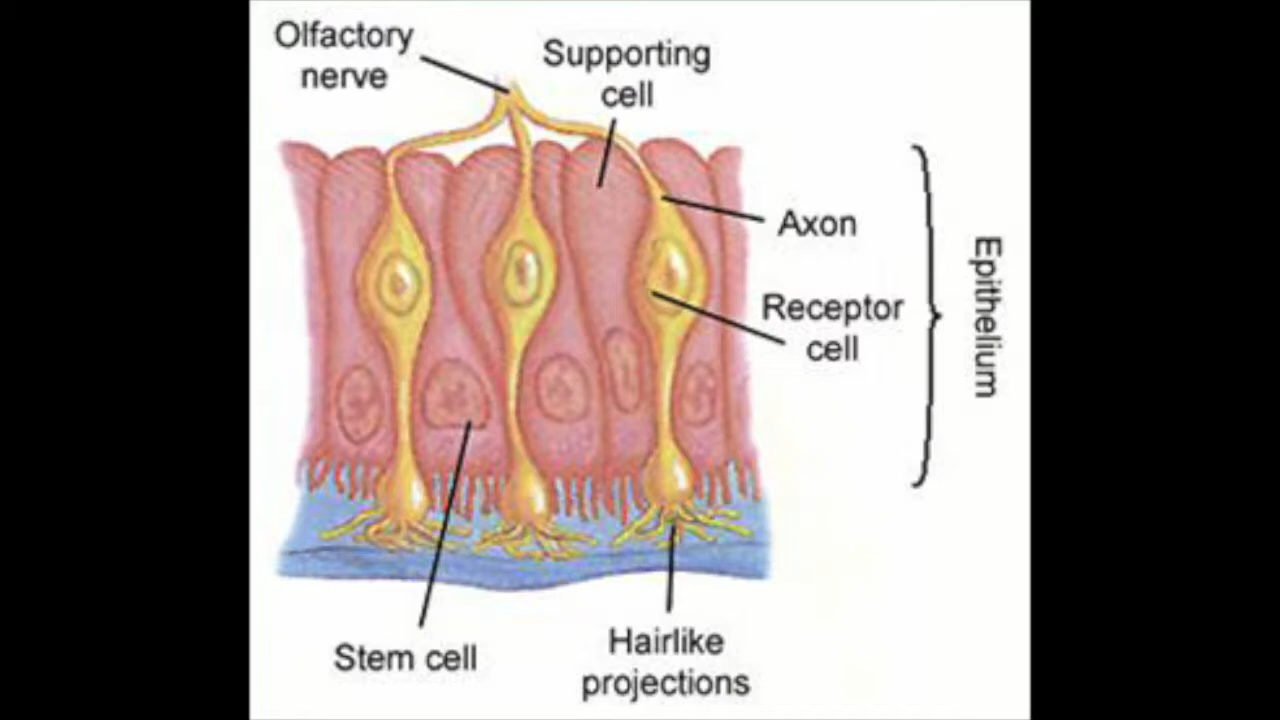 Olfactory
nerve
Supporting
cell
Axon
Receptor
cell
Epithelium
Stem cell
Hairlike
projections